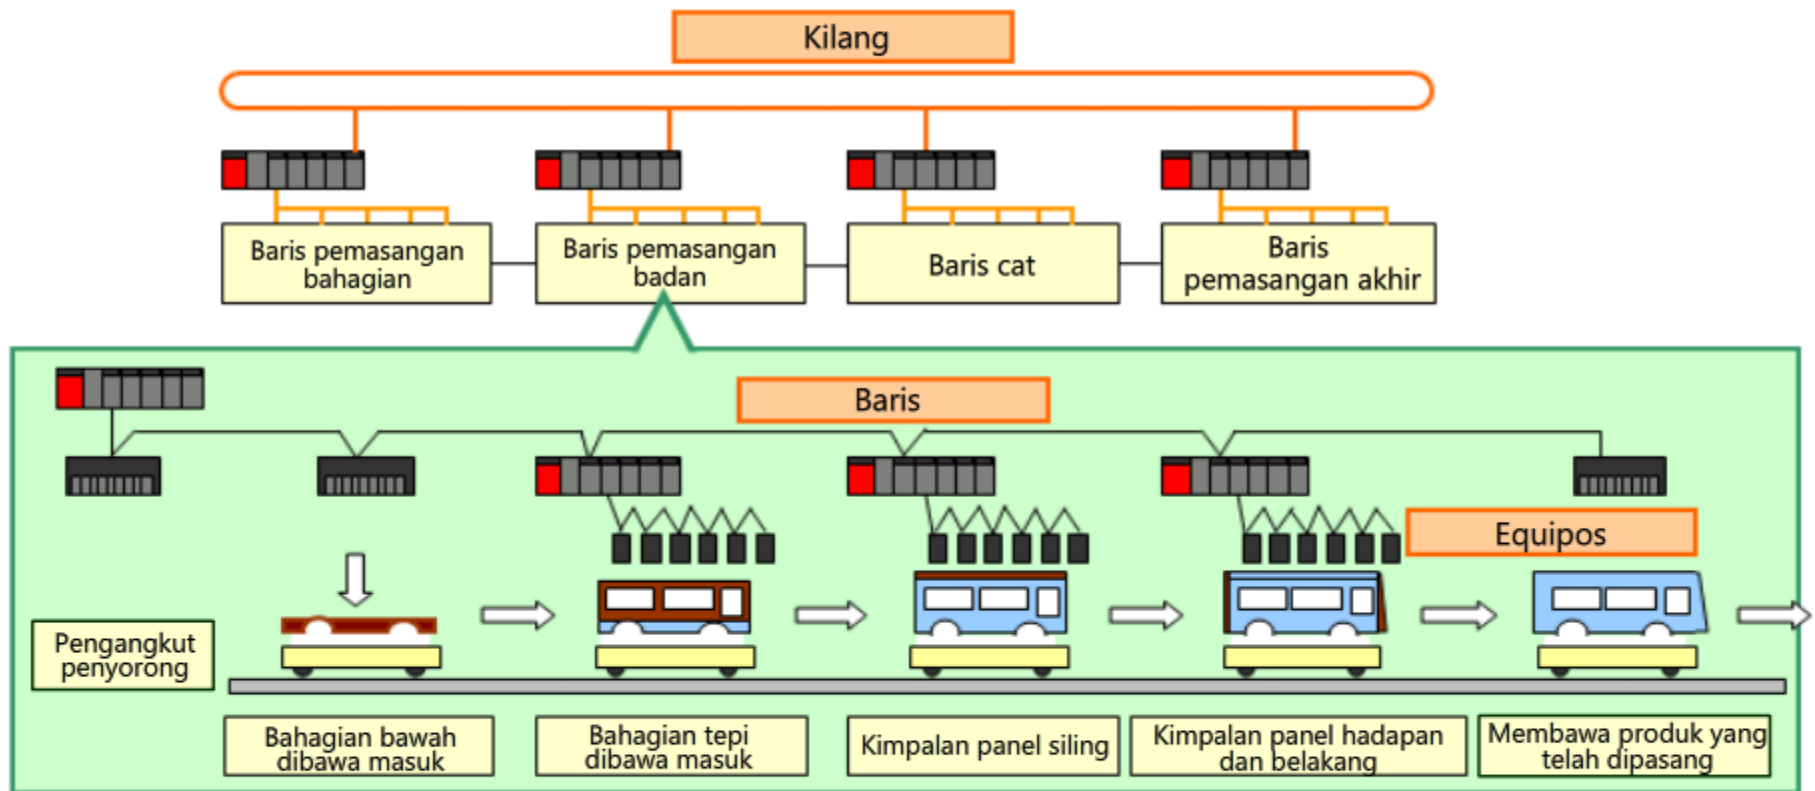 Kilang
Baris pemasangan
bahagian
Baris pemasangan
badan
Baris cat
Baris
pemasangan akhir
Baris
Equipos
Pengangkut
penyorong
Bahagian bawah
dibawa masuk
Bahagian tepi
dibawa masuk
Kimpalan panel siling
Kimpalan panel hadapan
dan belakang
Membawa produk yang
telah dipasang